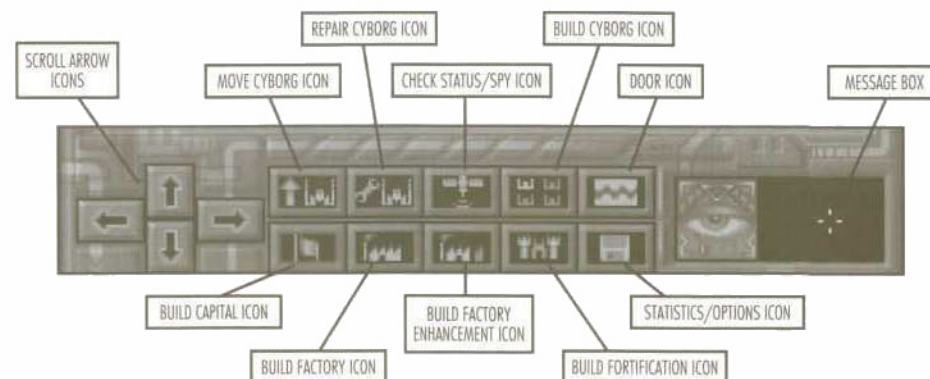 REPAIR CYBORG ICON
BUILD CYBORG ICON
SCROLL ARROW
ICONS
MOVE CYBORG ICON
CHECK STATUS/SPY ICON
DOOR ICON
MESSAGE BOX
BUILD CAPITAL ICON
BUILD FACTORY
ENHANCEMENT ICON
STATISTICS/OPTIONS ICON
BUILD FACTORY ICON
BUILD FORTIFICATION ICON